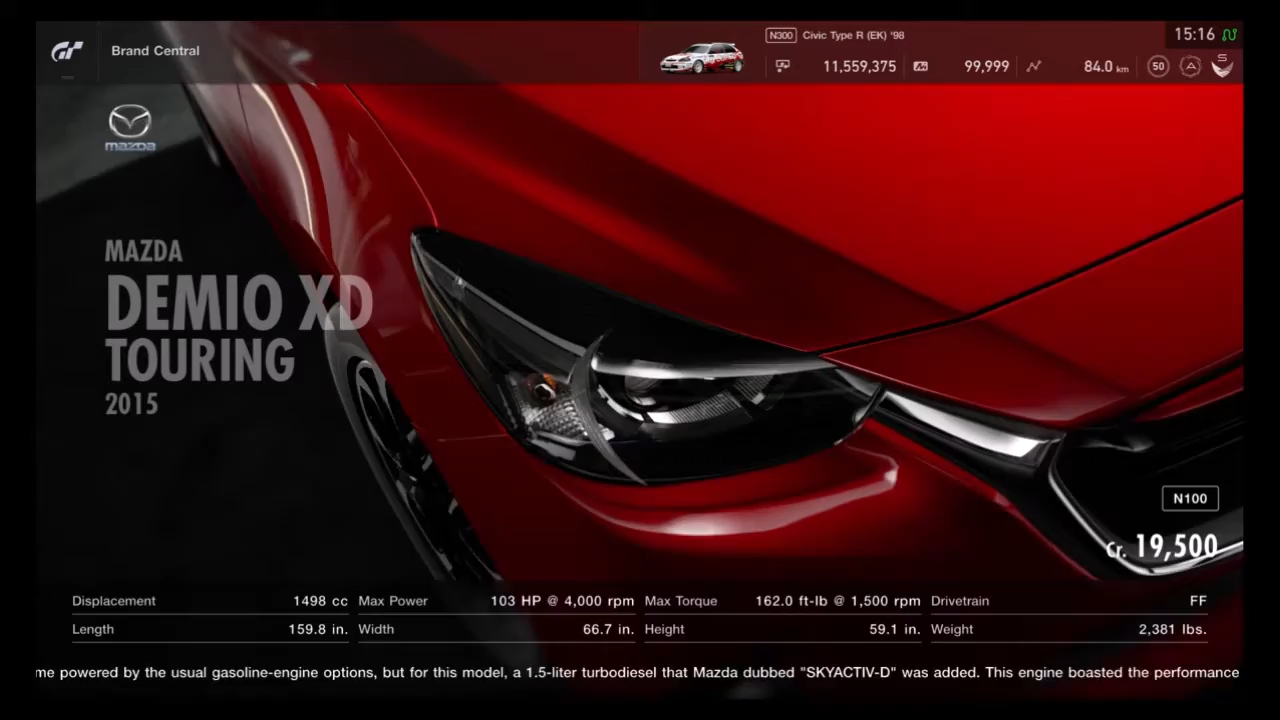 Brand Central
N300 Civic Type R (EK) '98
15:16
11,559,375 99,999 84.0 km 50 S
mazda
MAZDA
DEMIO XD
TOURING
2015
N100
Cr. 19,500
Displacement 1498 cc Max Power 103 HP @ 4,000 rpm Max Torque 162.0 ft-lb @ 1,500 rpm Drivetrain FF
Length 159.8 in. Width 66.7 in. Height 59.1 in. Weight 2,381 lbs.
me powered by the usual gasoline-engine options, but for this model, a 1.5-liter turbodiesel that Mazda dubbed "SKYACTIV-D" was added. This engine boasted the performance